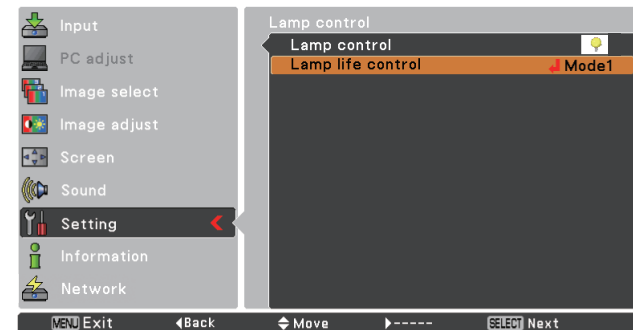 Input
PC adjust
Image select
Image adjust
Screen
Sound
Setting
Information
Network
Lamp control
Lamp control
Lamp life control Mode1
MENU Exit ◀Back ◆Move ▶----- SELECT Next